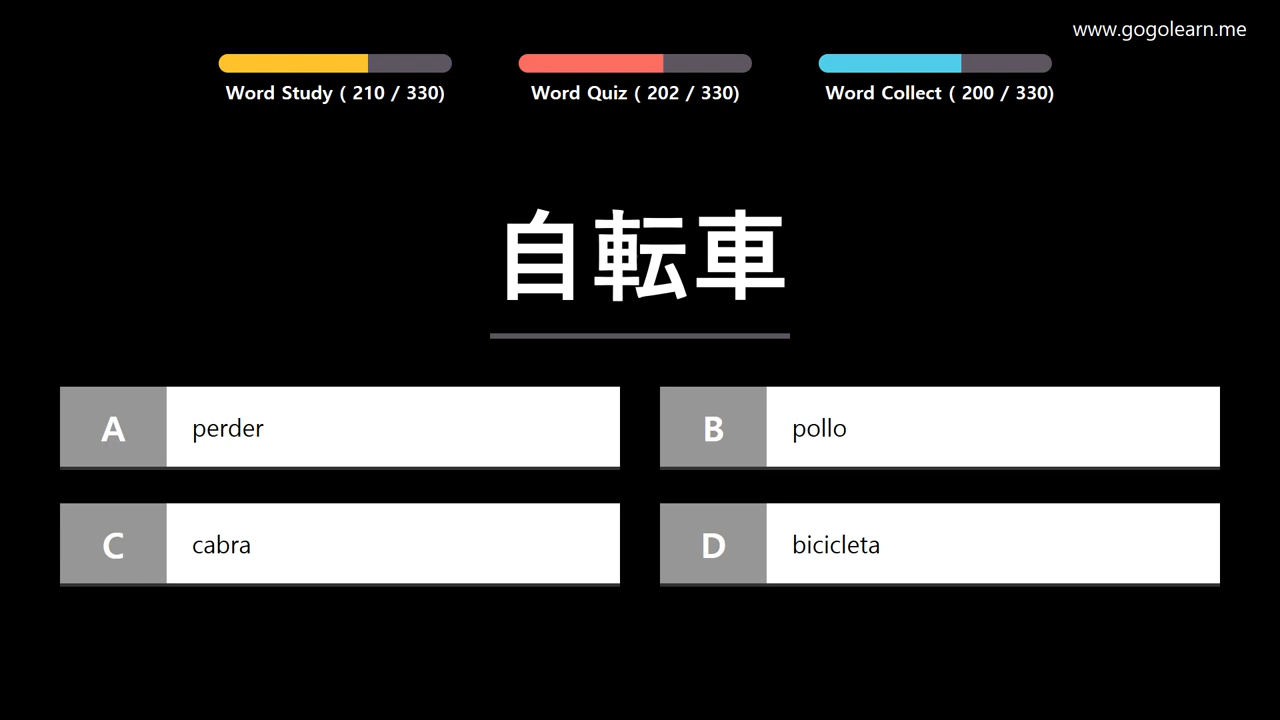 www.gogolearn.me
Word Study ( 210 / 330)
Word Quiz ( 202 / 330)
Word Collect ( 200 / 330)
自転車
A perder
B pollo
C cabra
D bicicleta